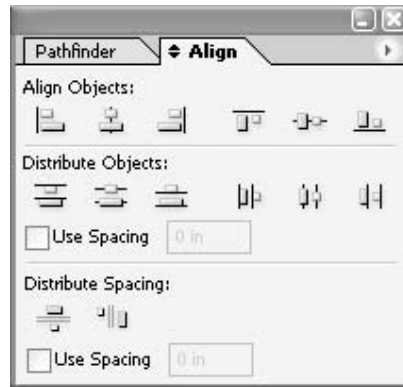 Pathfinder Align
Align Objects:
Distribute Objects:
Use Spacing 0 in
Distribute Spacing:
Use Spacing 0 in